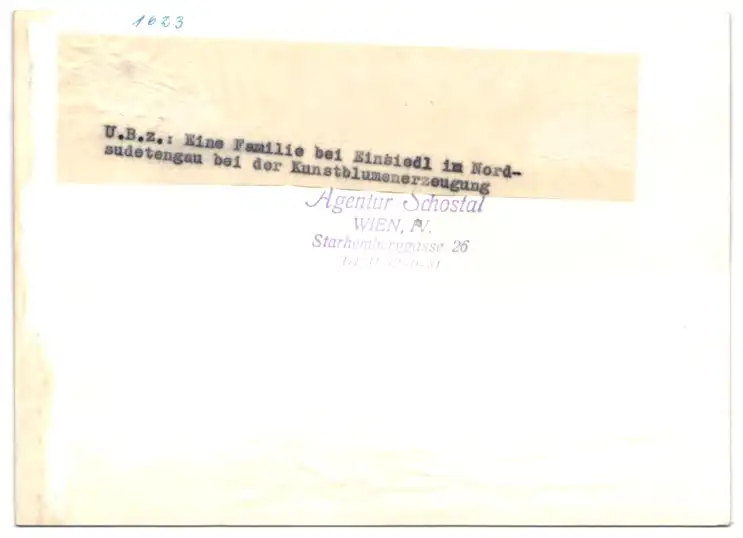 1623
U.B.z.: Eine Familie bei Einsiedl im Nord-
sudetengau bei der Kunstblumenerzeugung
Agentur Schostal
WIEN, IV.
Starhemberggasse 26